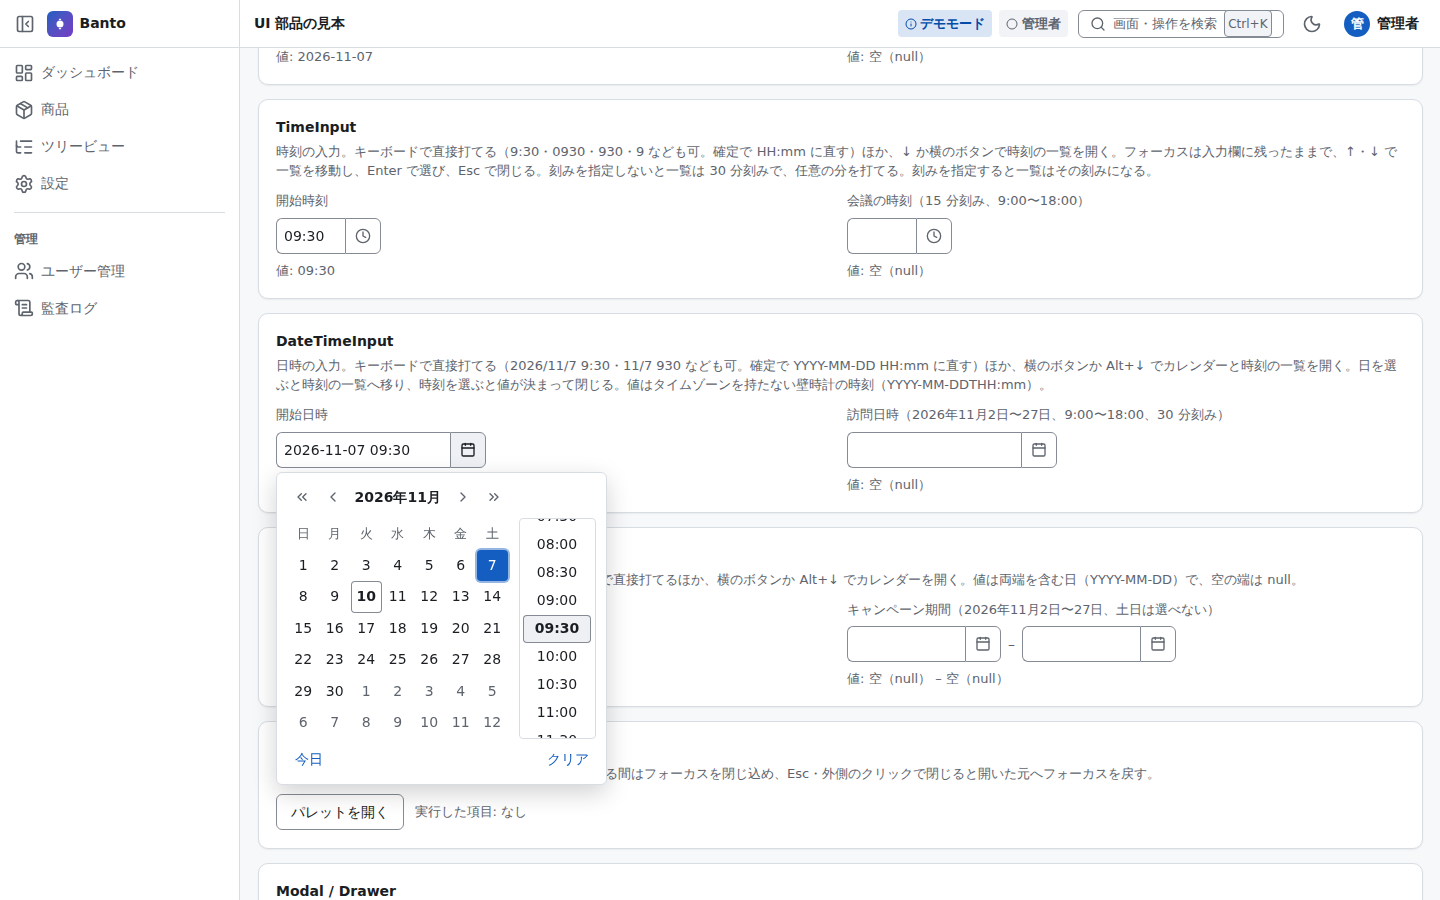 Banto
UI 部品の見本
デモモード
管理者
画面・操作を検索
Ctrl+K
管
管理者
ダッシュボード
商品
ツリービュー
設定
管理
ユーザー管理
監査ログ
値: 2026-11-07
値: 空（null）
TimeInput
時刻の入力。キーボードで直接打てる（9:30・0930・930・9 なども可。確定で HH:mm に直す）ほか、↓ か横のボタンで時刻の一覧を開く。フォーカスは入力欄に残ったままで、↑・↓ で
一覧を移動し、Enter で選び、Esc で閉じる。刻みを指定しないと一覧は 30 分刻みで、任意の分を打てる。刻みを指定すると一覧はその刻みになる。
開始時刻
会議の時刻（15 分刻み、9:00〜18:00）
09:30
値: 09:30
値: 空（null）
DateTimeInput
日時の入力。キーボードで直接打てる（2026/11/7 9:30・11/7 930 なども可。確定で YYYY-MM-DD HH:mm に直す）ほか、横のボタンか Alt+↓ でカレンダーと時刻の一覧を開く。日を選
ぶと時刻の一覧へ移り、時刻を選ぶと値が決まって閉じる。値はタイムゾーンを持たない壁時計の時刻（YYYY-MM-DDTHH:mm）。
開始日時
訪問日時（2026年11月2日〜27日、9:00〜18:00、30 分刻み）
2026-11-07 09:30
値: 空（null）
2026年11月
日 月 火 水 木 金 土
1 2 3 4 5 6 7
8 9 10 11 12 13 14
15 16 17 18 19 20 21
22 23 24 25 26 27 28
29 30 1 2 3 4 5
6 7 8 9 10 11 12
08:00
08:30
09:00
09:30
10:00
10:30
11:00
今日
クリア
で直接打てるほか、横のボタンか Alt+↓ でカレンダーを開く。値は両端を含む日（YYYY-MM-DD）で、空の端は null。
キャンペーン期間（2026年11月2日〜27日、土日は選べない）
–
値: 空（null） – 空（null）
る間はフォーカスを閉じ込め、Esc・外側のクリックで閉じると開いた元へフォーカスを戻す。
パレットを開く
実行した項目: なし
Modal / Drawer